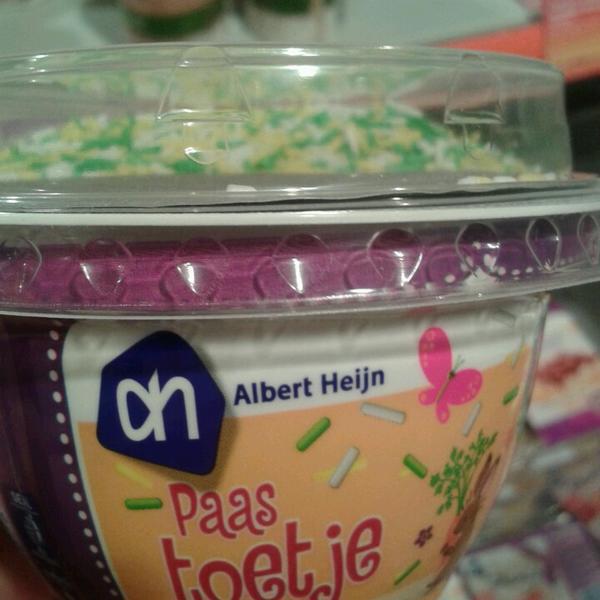 ah
Albert Heijn
Paas
toetje